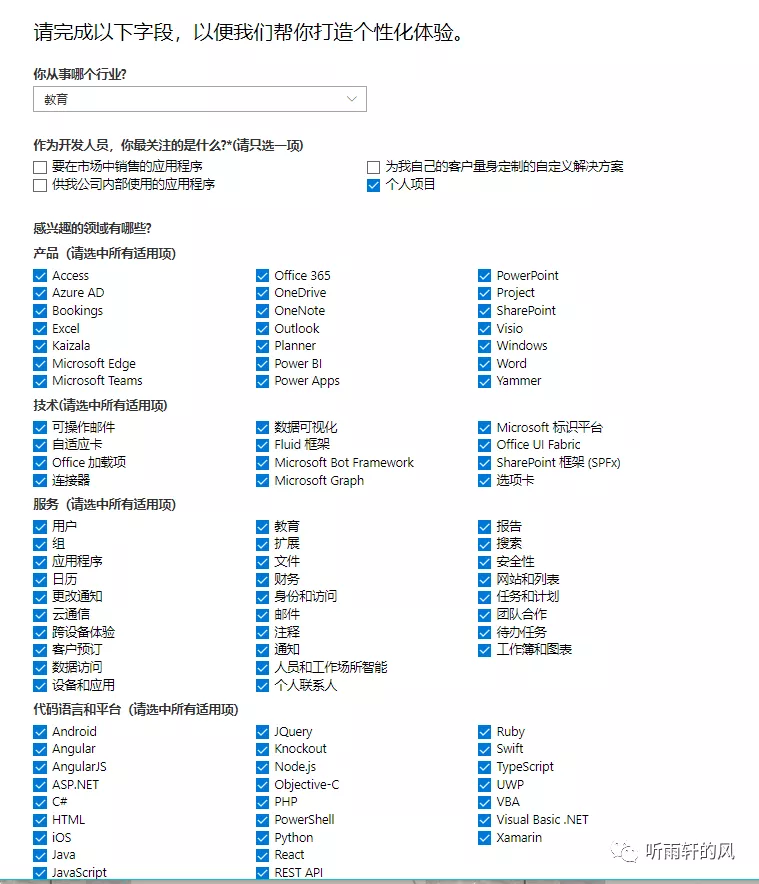 请完成以下字段，以便我们帮你打造个性化体验。
你从事哪个行业?
教育
作为开发人员，你最关注的是什么?*(请只选一项)
要在市场中销售的应用程序 为我自己的客户量身定制的自定义解决方案
供我公司内部使用的应用程序 个人项目
感兴趣的领域有哪些?
产品（请选中所有适用项)
Access Office 365 PowerPoint
Azure AD OneDrive Project
Bookings OneNote SharePoint
Excel Outlook Visio
Kaizala Planner Windows
Microsoft Edge Power BI Word
Microsoft Teams Power Apps Yammer
技术(请选中所有适用项)
可操作邮件 数据可视化 Microsoft 标识平台
自适应卡 Fluid 框架 Office UI Fabric
Office 加载项 Microsoft Bot Framework SharePoint 框架 (SPFx)
连接器 Microsoft Graph 选项卡
服务（请选中所有适用项)
用户 教育 报告
组 扩展 搜索
应用程序 文件 安全性
日历 财务 网站和列表
更改通知 身份和访问 任务和计划
云通信 邮件 团队合作
跨设备体验 注释 待办任务
客户预订 通知 工作簿和图表
数据访问 人员和工作场所智能
设备和应用 个人联系人
代码语言和平台（请选中所有适用项)
Android JQuery Ruby
Angular Knockout Swift
AngularJS Node.js TypeScript
ASP.NET Objective-C UWP
C# PHP VBA
HTML PowerShell Visual Basic .NET
iOS Python Xamarin
Java React
JavaScript REST API
听雨轩的风